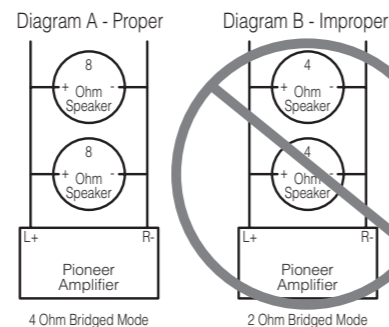 Diagram A - Proper
8
+ Ohm -
Speaker
8
+ Ohm -
Speaker
L+ R-
Pioneer
Amplifier
4 Ohm Bridged Mode
Diagram B - Improper
4
+ Ohm -
Speaker
4
+ Ohm -
Speaker
L+ R-
Pioneer
Amplifier
2 Ohm Bridged Mode